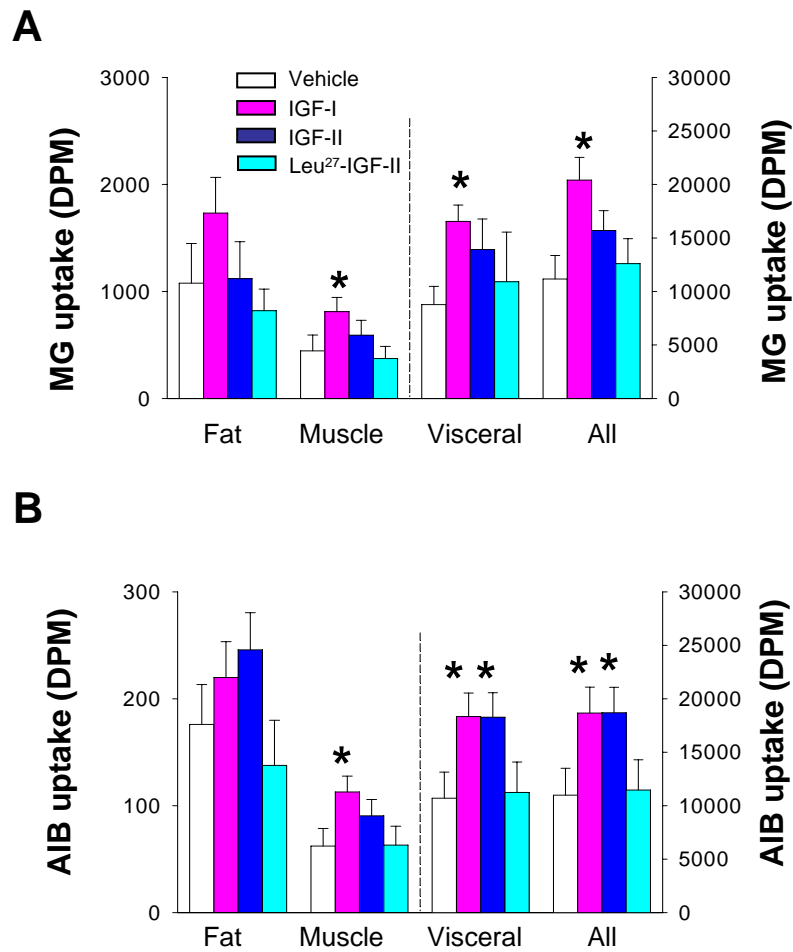 A
MG uptake (DPM)
3000
2000
1000
0
Vehicle
IGF-I
IGF-II
Leu27-IGF-II
*
*
*
30000
25000
20000
15000
10000
5000
0
MG uptake (DPM)
Fat Muscle Visceral All
B
AIB uptake (DPM)
300
200
100
0
*
* *
* *
30000
25000
20000
15000
10000
5000
0
AIB uptake (DPM)
Fat Muscle Visceral All